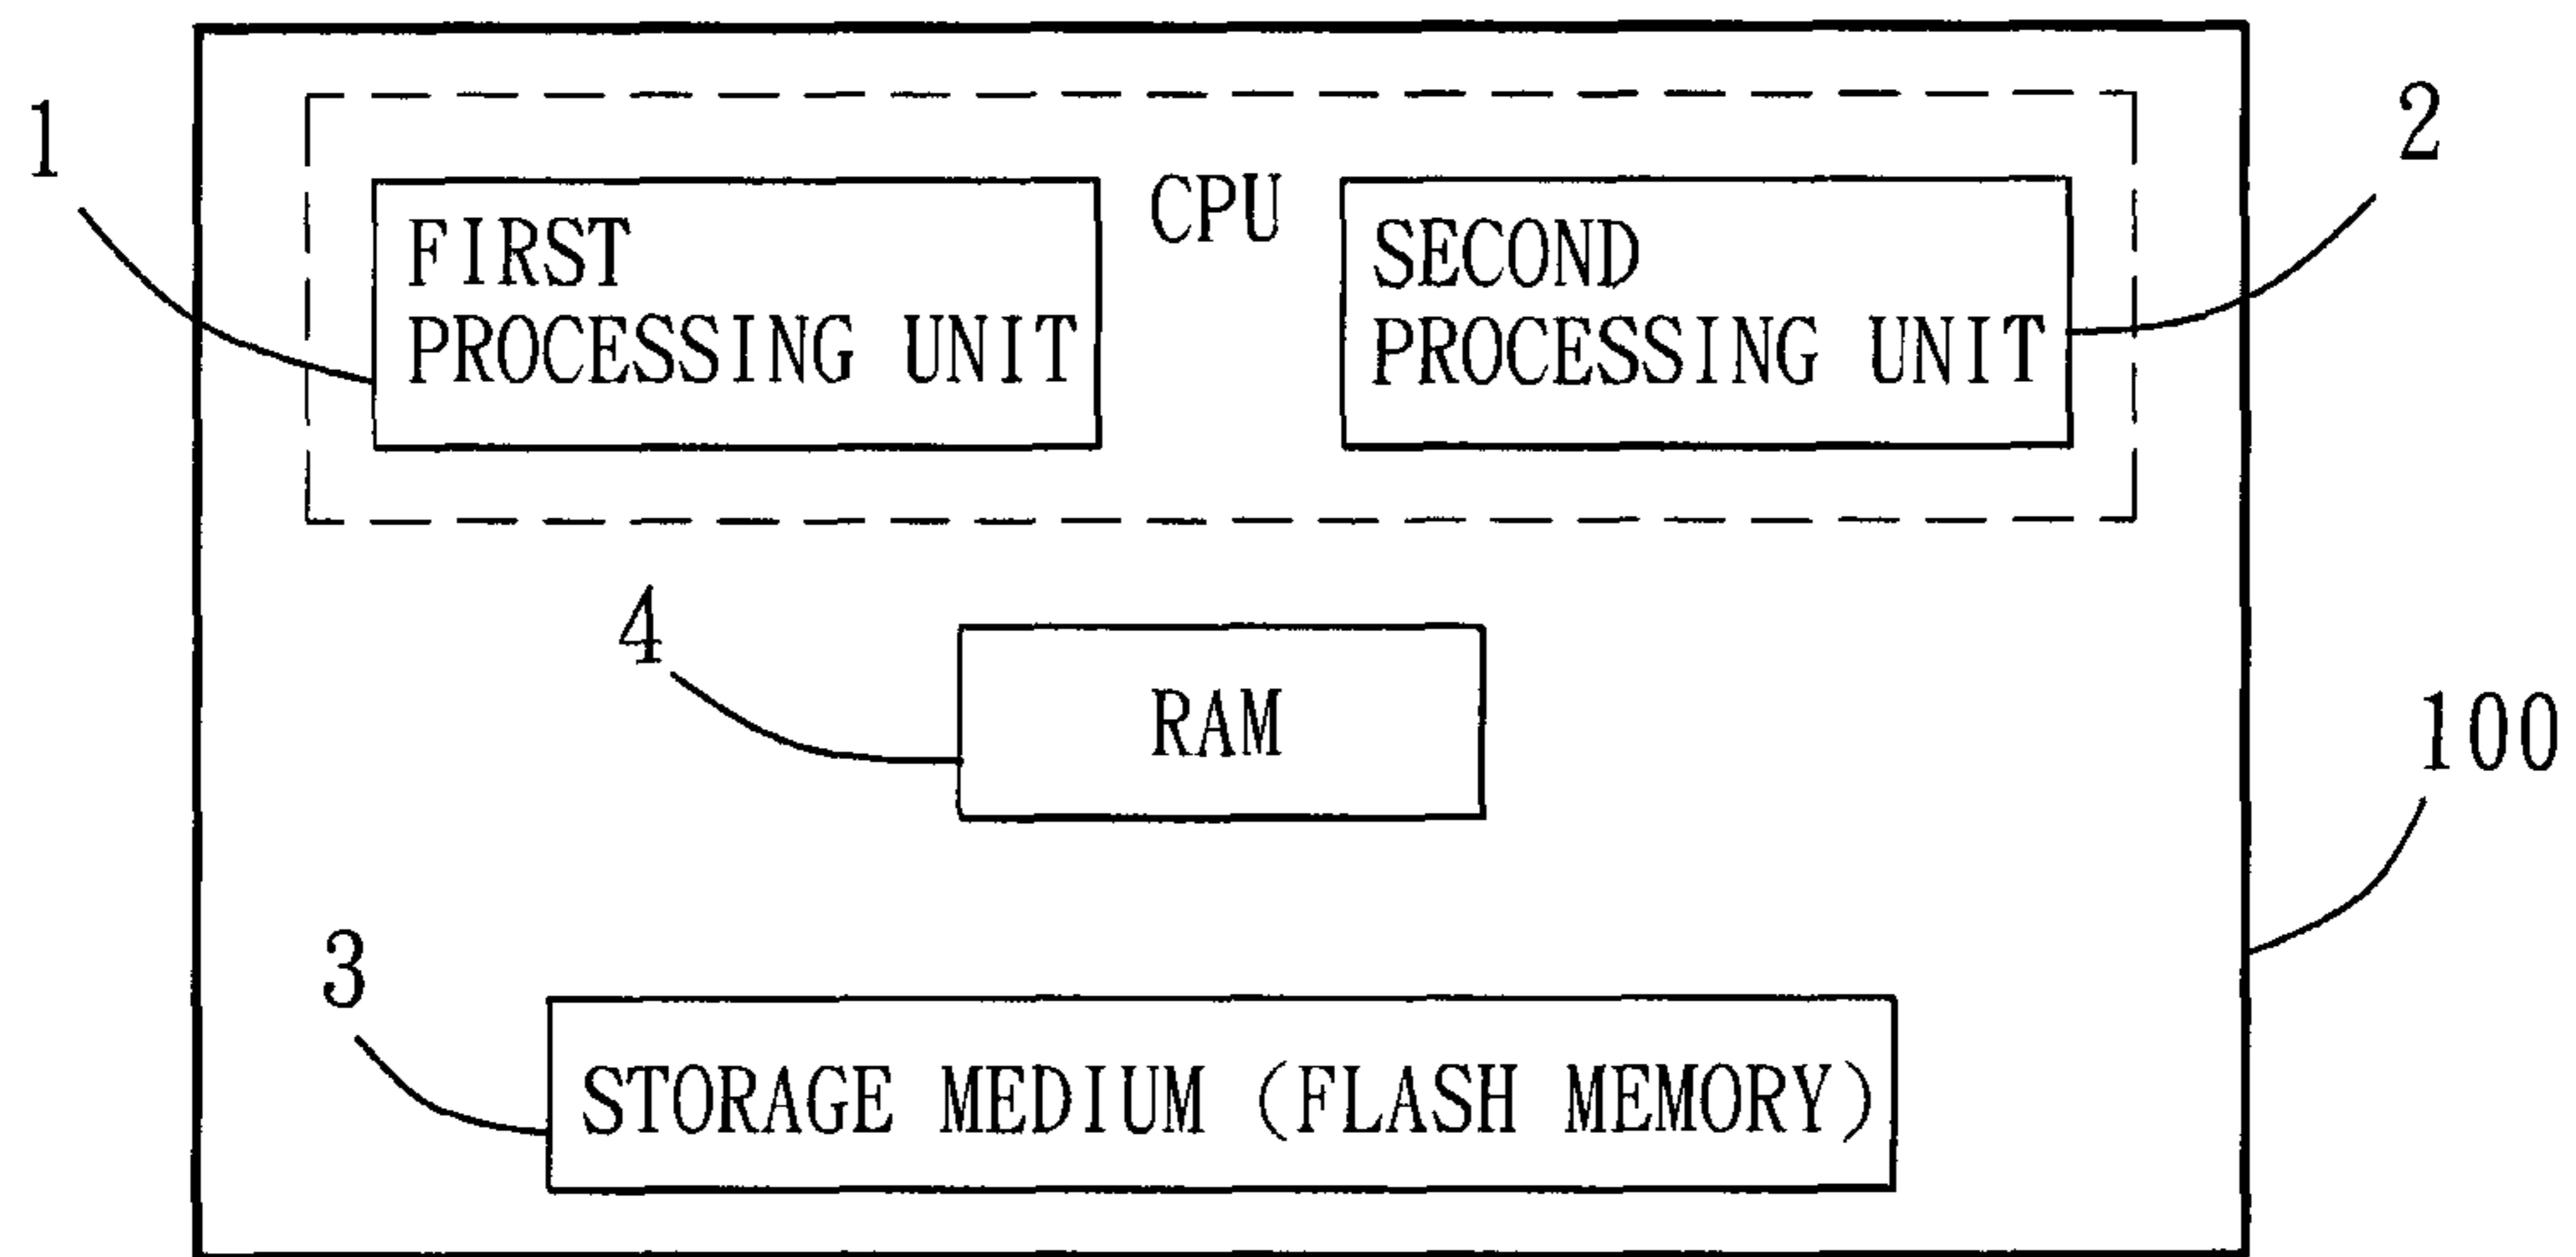 1
2
CPU
FIRST
PROCESSING UNIT
SECOND
PROCESSING UNIT
4
RAM
100
3
STORAGE MEDIUM (FLASH MEMORY)